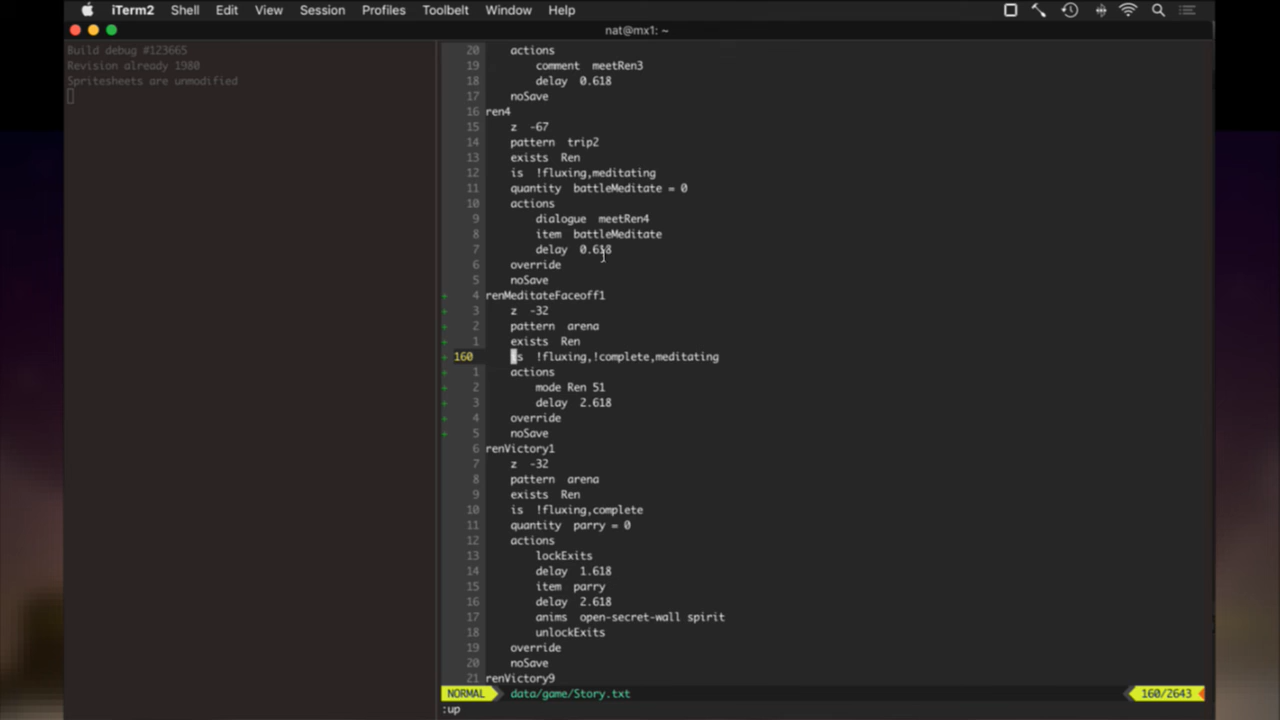 iTerm2 Shell Edit View Session Profiles Toolbelt Window Help
nat@mx1: ~
Build debug #123665
Revision already 1980
Spritesheets are unmodified
20 actions
19 comment meetRen3
18 delay 0.618
17 noSave
16 ren4
15 z -67
14 pattern trip2
13 exists Ren
12 is !fluxing,meditating
11 quantity battleMeditate = 0
10 actions
9 dialogue meetRen4
8 item battleMeditate
7 delay 0.618
6 override
5 noSave
+ 4 renMeditateFaceoff1
+ 3 z -32
+ 2 pattern arena
+ 1 exists Ren
+ 160 is !fluxing,!complete,meditating
+ 1 actions
+ 2 mode Ren 51
+ 3 delay 2.618
+ 4 override
+ 5 noSave
6 renVictory1
7 z -32
8 pattern arena
9 exists Ren
10 is !fluxing,complete
11 quantity parry = 0
12 actions
13 lockExits
14 delay 1.618
15 item parry
16 delay 2.618
17 anims open-secret-wall spirit
18 unlockExits
19 override
20 noSave
21 renVictory9
NORMAL data/game/Story.txt 160/2643
:up